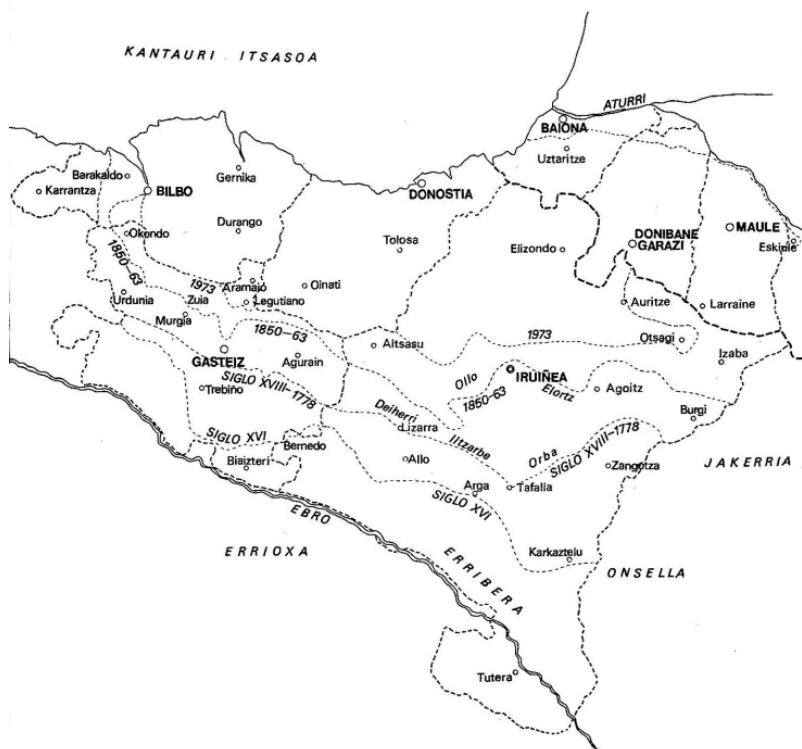 KANTAURI ITSASOA
ATURRI
BAIONA
Uztaritze
Barakaldo
Karrantza
BILBO
Gernika
DONOSTIA
Okondo
Durango
Tolosa
Elizondo
DONIBANE
GARAZI
MAULE
Eskiule
1850-63
Urdunia
1973
Aramaio
Legutiano
Oinati
Zuia
Murgia
Auritze
Larraine
1850-63
Altsasu
1973
Otsagi
Izaba
GASTEIZ
Agurain
Ollo
IRUIÑEA
Trebiño
SIGLO XVIII-1778
1850-63
Elortz
Agoitz
Deiherri
Lizarra
Burgi
SIGLO XVI
Bernedo
Iltzarbe
Orba
SIGLO XVIII-1778
Biaizteri
Allo
Zangotza
JAKERRIA
Arga
Tafalla
SIGLO XVI
EBRO
ERRIOXA
Karkaztelu
ERRIBERA
ONSELLA
Tutera